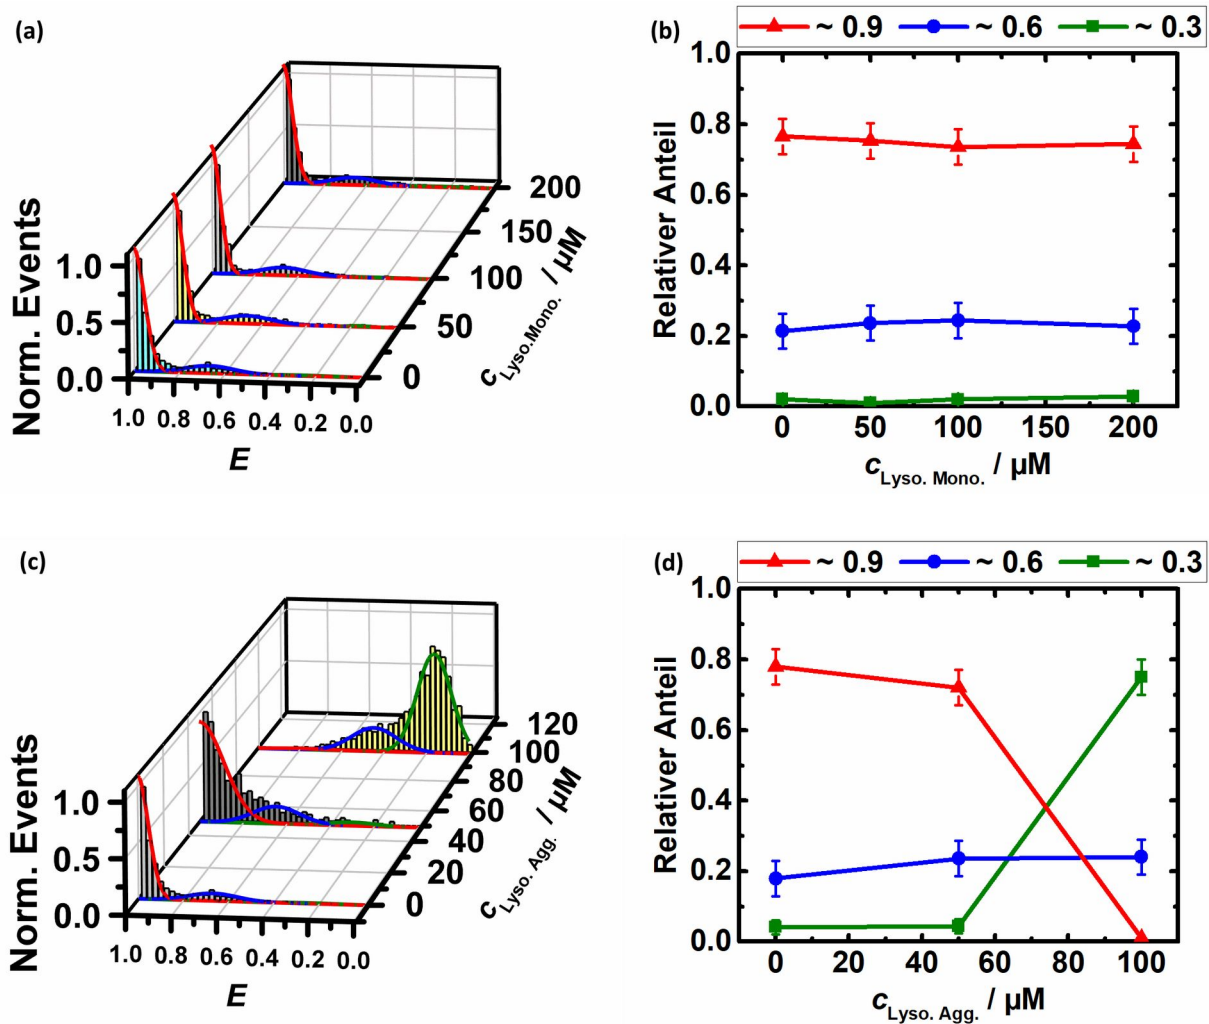 (a)
Norm. Events
1.0
0.5
0.0
1.0 0.8 0.6 0.4 0.2 0.0
E
200
150
100
50
0
c Lyso.Mono. / µM
(b)
~ 0.9 ~ 0.6 ~ 0.3
Relativer Anteil
1.0
0.8
0.6
0.4
0.2
0.0
0 50 100 150 200
c Lyso. Mono. / µM
(c)
Norm. Events
1.0
0.5
0.0
1.0 0.8 0.6 0.4 0.2 0.0
E
120
100
80
60
40
20
0
c Lyso. Agg. / µM
(d)
~ 0.9 ~ 0.6 ~ 0.3
Relativer Anteil
1.0
0.8
0.6
0.4
0.2
0.0
0 20 40 60 80 100
c Lyso. Agg. / µM